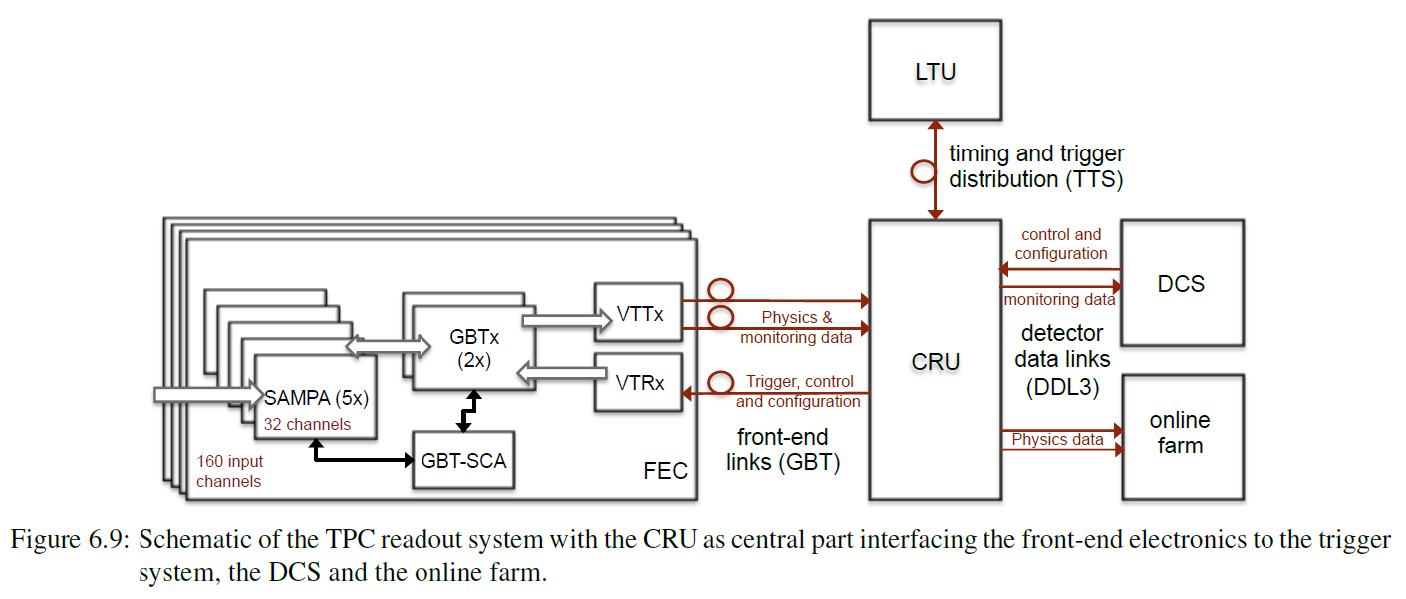 LTU
timing and trigger
distribution (TTS)
SAMPA (5x)
32 channels
160 input
channels
GBTx
(2x)
GBT-SCA
VTTx
VTRx
FEC
Physics &
monitoring data
Trigger, control
and configuration
front-end
links (GBT)
CRU
control and
configuration
monitoring data
DCS
detector
data links
(DDL3)
Physics data
online
farm
Figure 6.9: Schematic of the TPC readout system with the CRU as central part interfacing the front-end electronics to the trigger
system, the DCS and the online farm.